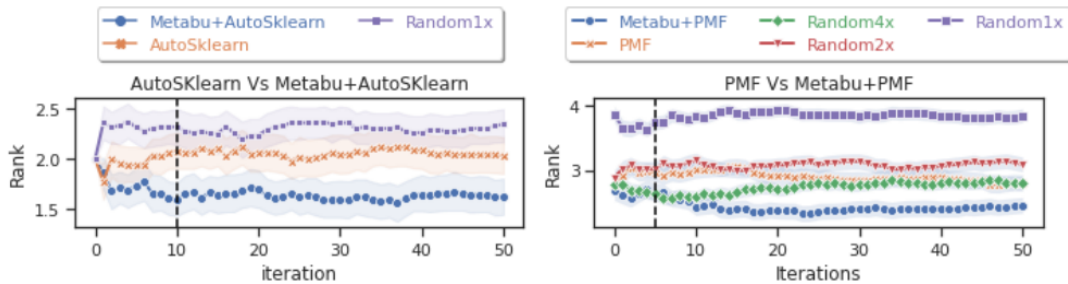 Metabu+AutoSklearn Random1x
AutoSklearn
AutoSKlearn Vs Metabu+AutoSKlearn
2.5
2.0
1.5
Rank
0 10 20 30 40 50
iteration
Metabu+PMF Random4x Random1x
PMF Random2x
PMF Vs Metabu+PMF
4
3
Rank
0 10 20 30 40 50
Iterations